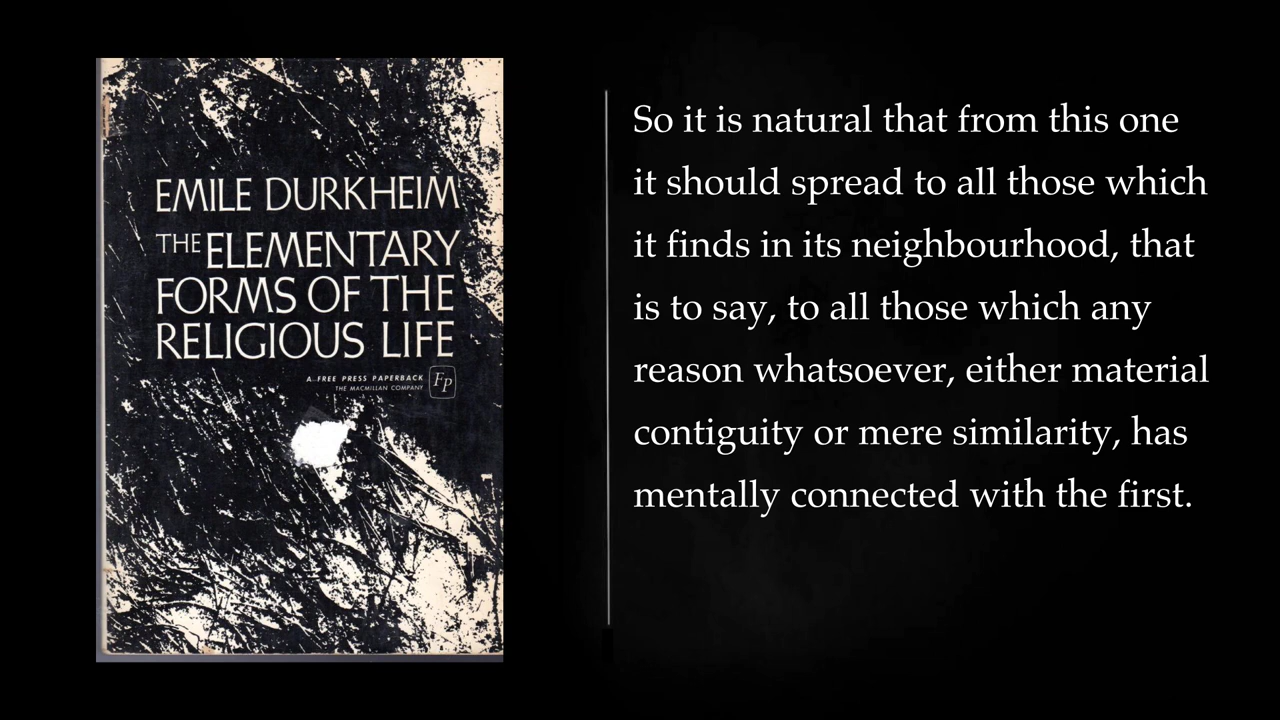 EMILE DURKHEIM
THE ELEMENTARY
FORMS OF THE
RELIGIOUS LIFE
A FREE PRESS PAPERBACK
THE MACMILLAN COMPANY
FP
So it is natural that from this one
it should spread to all those which
it finds in its neighbourhood, that
is to say, to all those which any
reason whatsoever, either material
contiguity or mere similarity, has
mentally connected with the first.